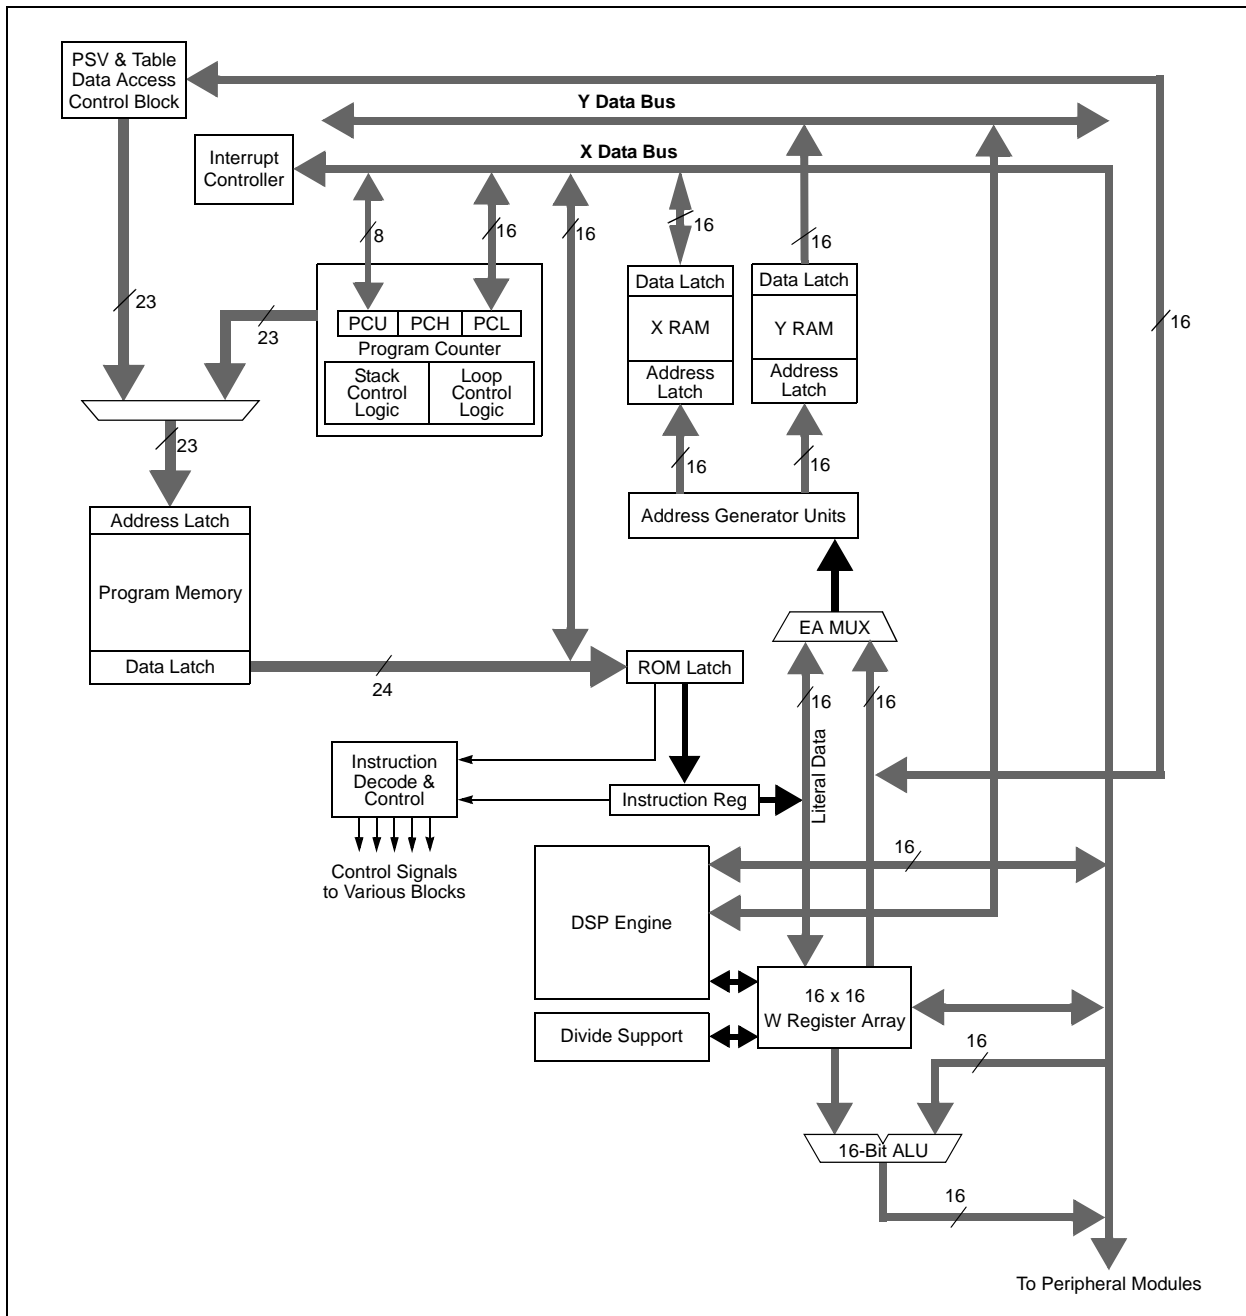 PSV & Table
Data Access
Control Block
Y Data Bus
X Data Bus
Interrupt
Controller
8
16
16
16
16
16
23
23
23
Data Latch
X RAM
Address
Latch
Data Latch
Y RAM
Address
Latch
PCU
PCH
PCL
Program Counter
Stack
Control
Logic
Loop
Control
Logic
16
16
Address Generator Units
Address Latch
Program Memory
Data Latch
24
EA MUX
ROM Latch
16
16
Literal Data
Instruction
Decode &
Control
Instruction Reg
Control Signals
to Various Blocks
16
DSP Engine
16 x 16
W Register Array
Divide Support
16
16-Bit ALU
16
To Peripheral Modules